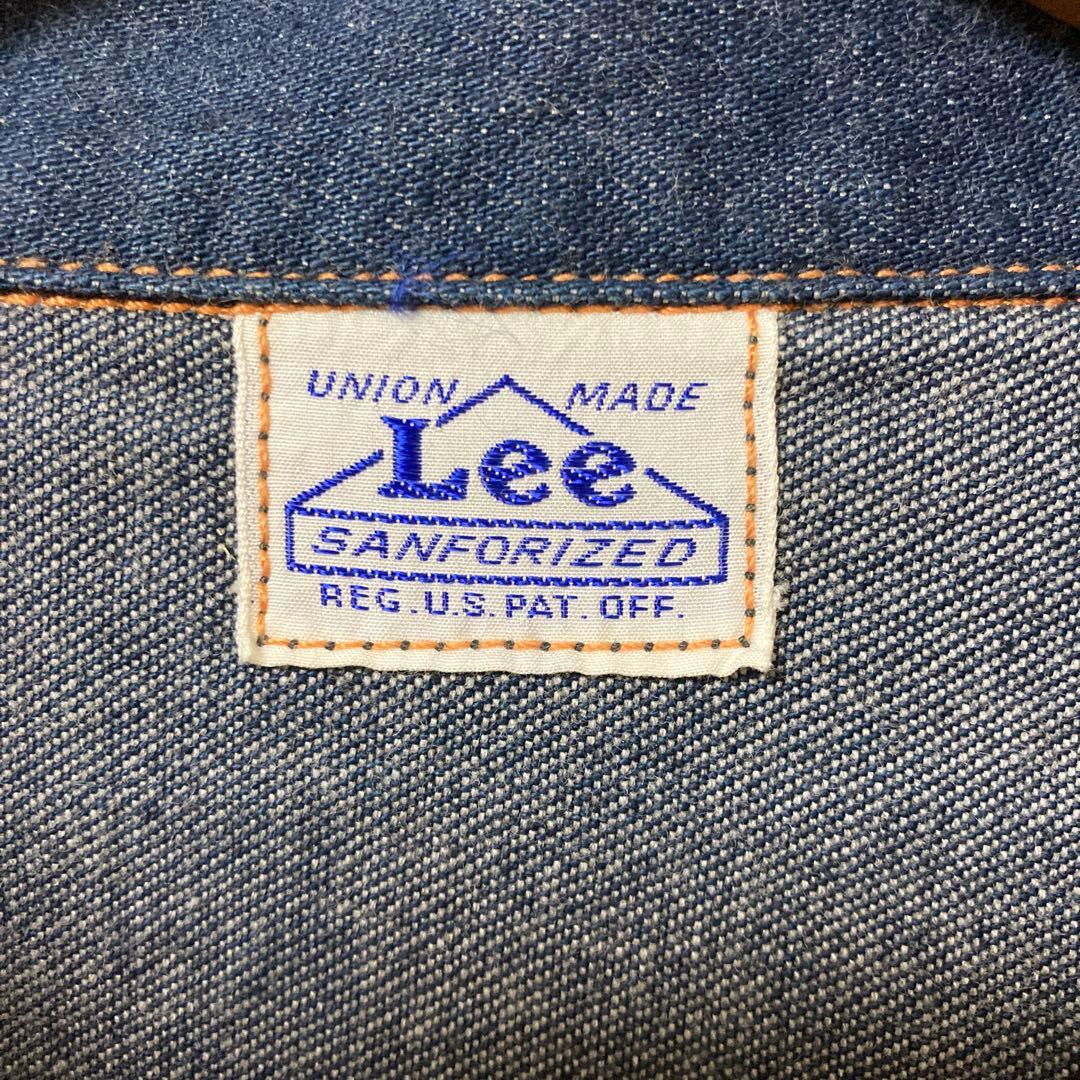 UNION MADE
Lee
SANFORIZED
REG. U.S. PAT. OFF.